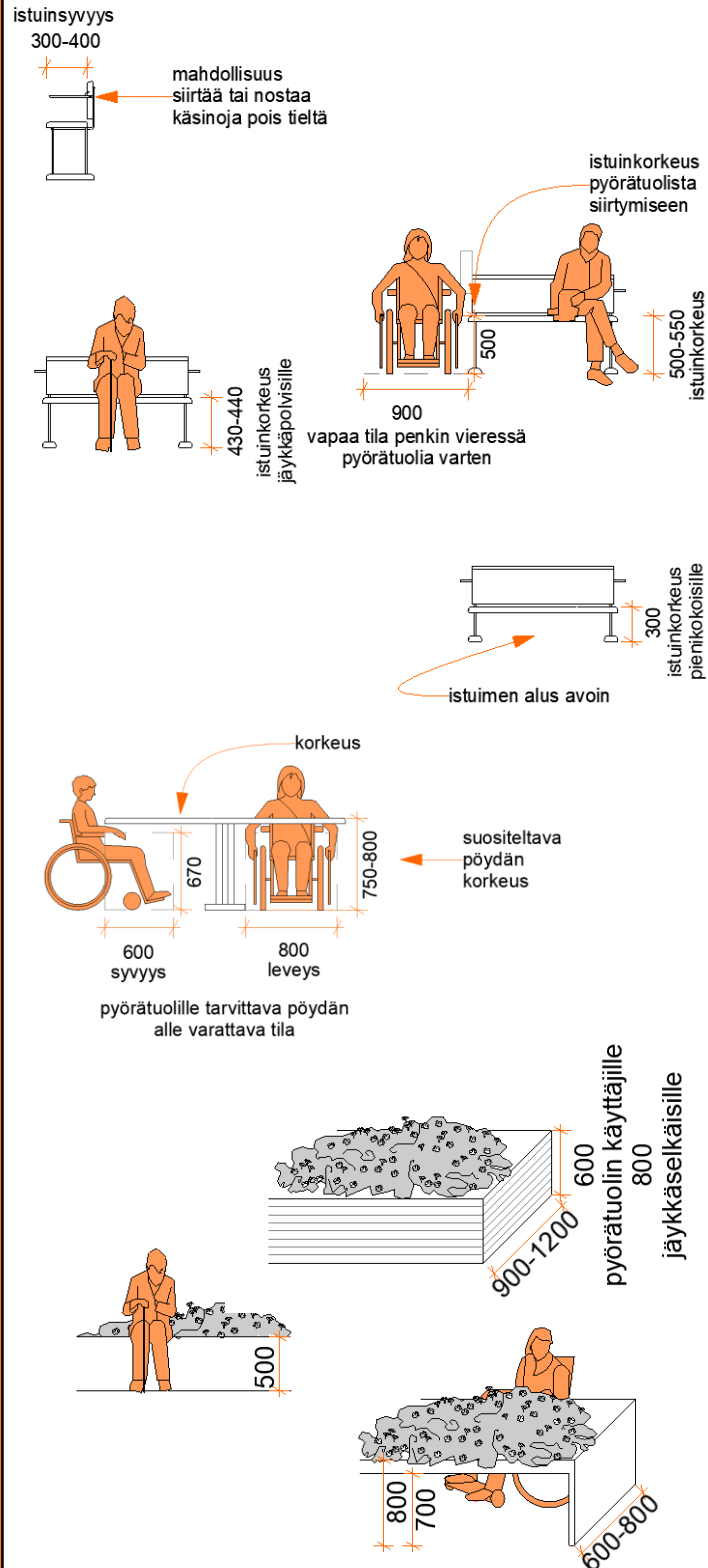 istuinsyvyys
300-400
mahdollisuus
siirtää tai nostaa
käsinoja pois tieltä
istuinkorkeus
pyörätuolista
siirtymiseen
500
500-550
istuinkorkeus
900
vapaa tila penkin vieressä
pyörätuolia varten
430-440
istuinkorkeus
jäykkäpolvisille
300
istuinkorkeus
pienikokoisille
istuimen alus avoin
korkeus
670
750-800
suositeltava
pöydän
korkeus
600
syvyys
800
leveys
pyörätuolille tarvittava pöydän
alle varattava tila
600
pyörätuolin käyttäjille
800
jäykkäselkäisille
900-1200
500
800
700
600-800